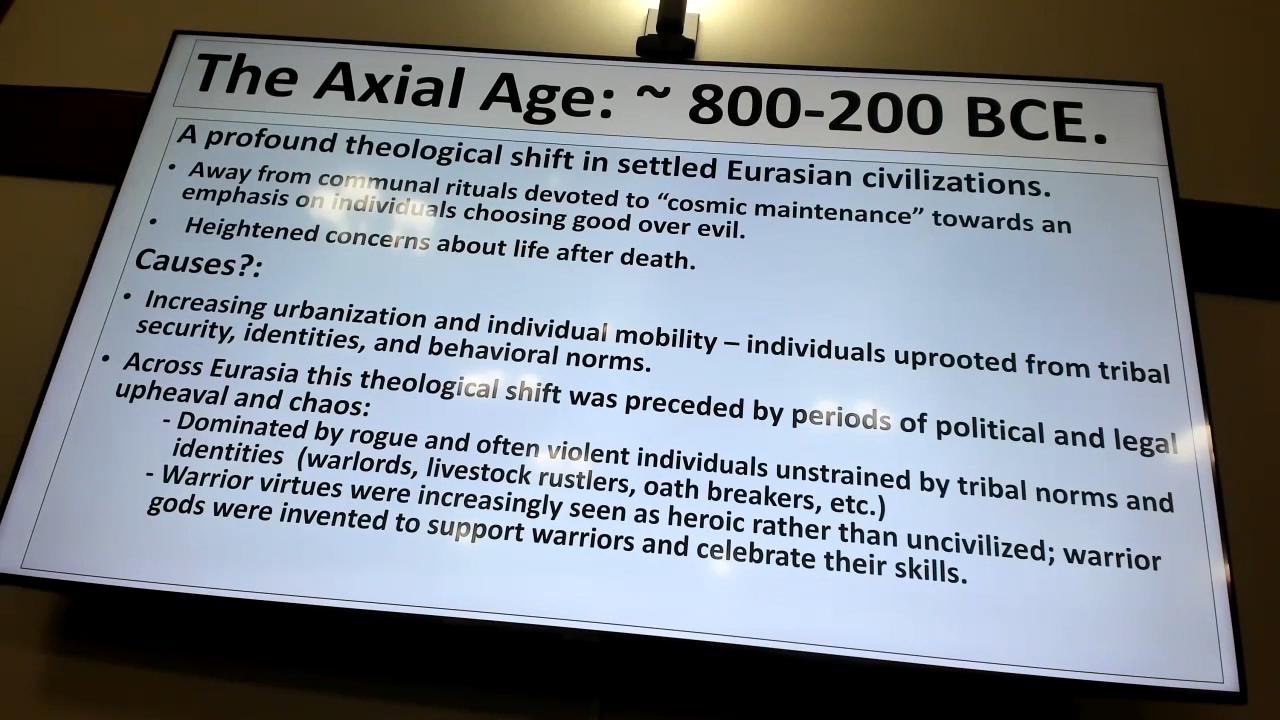 The Axial Age: ~ 800-200 BCE.
A profound theological shift in settled Eurasian civilizations.
• Away from communal rituals devoted to “cosmic maintenance” towards an
emphasis on individuals choosing good over evil.
• Heightened concerns about life after death.
Causes?:
• Increasing urbanization and individual mobility – individuals uprooted from tribal
security, identities, and behavioral norms.
• Across Eurasia this theological shift was preceded by periods of political and legal
upheaval and chaos:
- Dominated by rogue and often violent individuals unstrained by tribal norms and
identities (warlords, livestock rustlers, oath breakers, etc.)
- Warrior virtues were increasingly seen as heroic rather than uncivilized; warrior
gods were invented to support warriors and celebrate their skills.